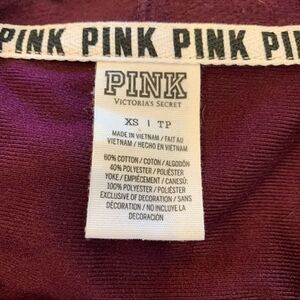 PINK PINK PINK PI
PINK
VICTORIA'S SECRET
XS | TP
MADE IN VIETNAM / FAIT AU
VIETNAM / HECHO EN VIETNAM
60% COTTON / COTON / ALGODÓN
40% POLYESTER / POLIÉSTER
YOKE / EMPIÈCEMENT / CANESÚ:
100% POLYESTER / POLIÉSTER
EXCLUSIVE OF DECORATION / SANS
DÉCORATION / NO INCLUYE LA
DECORACIÓN